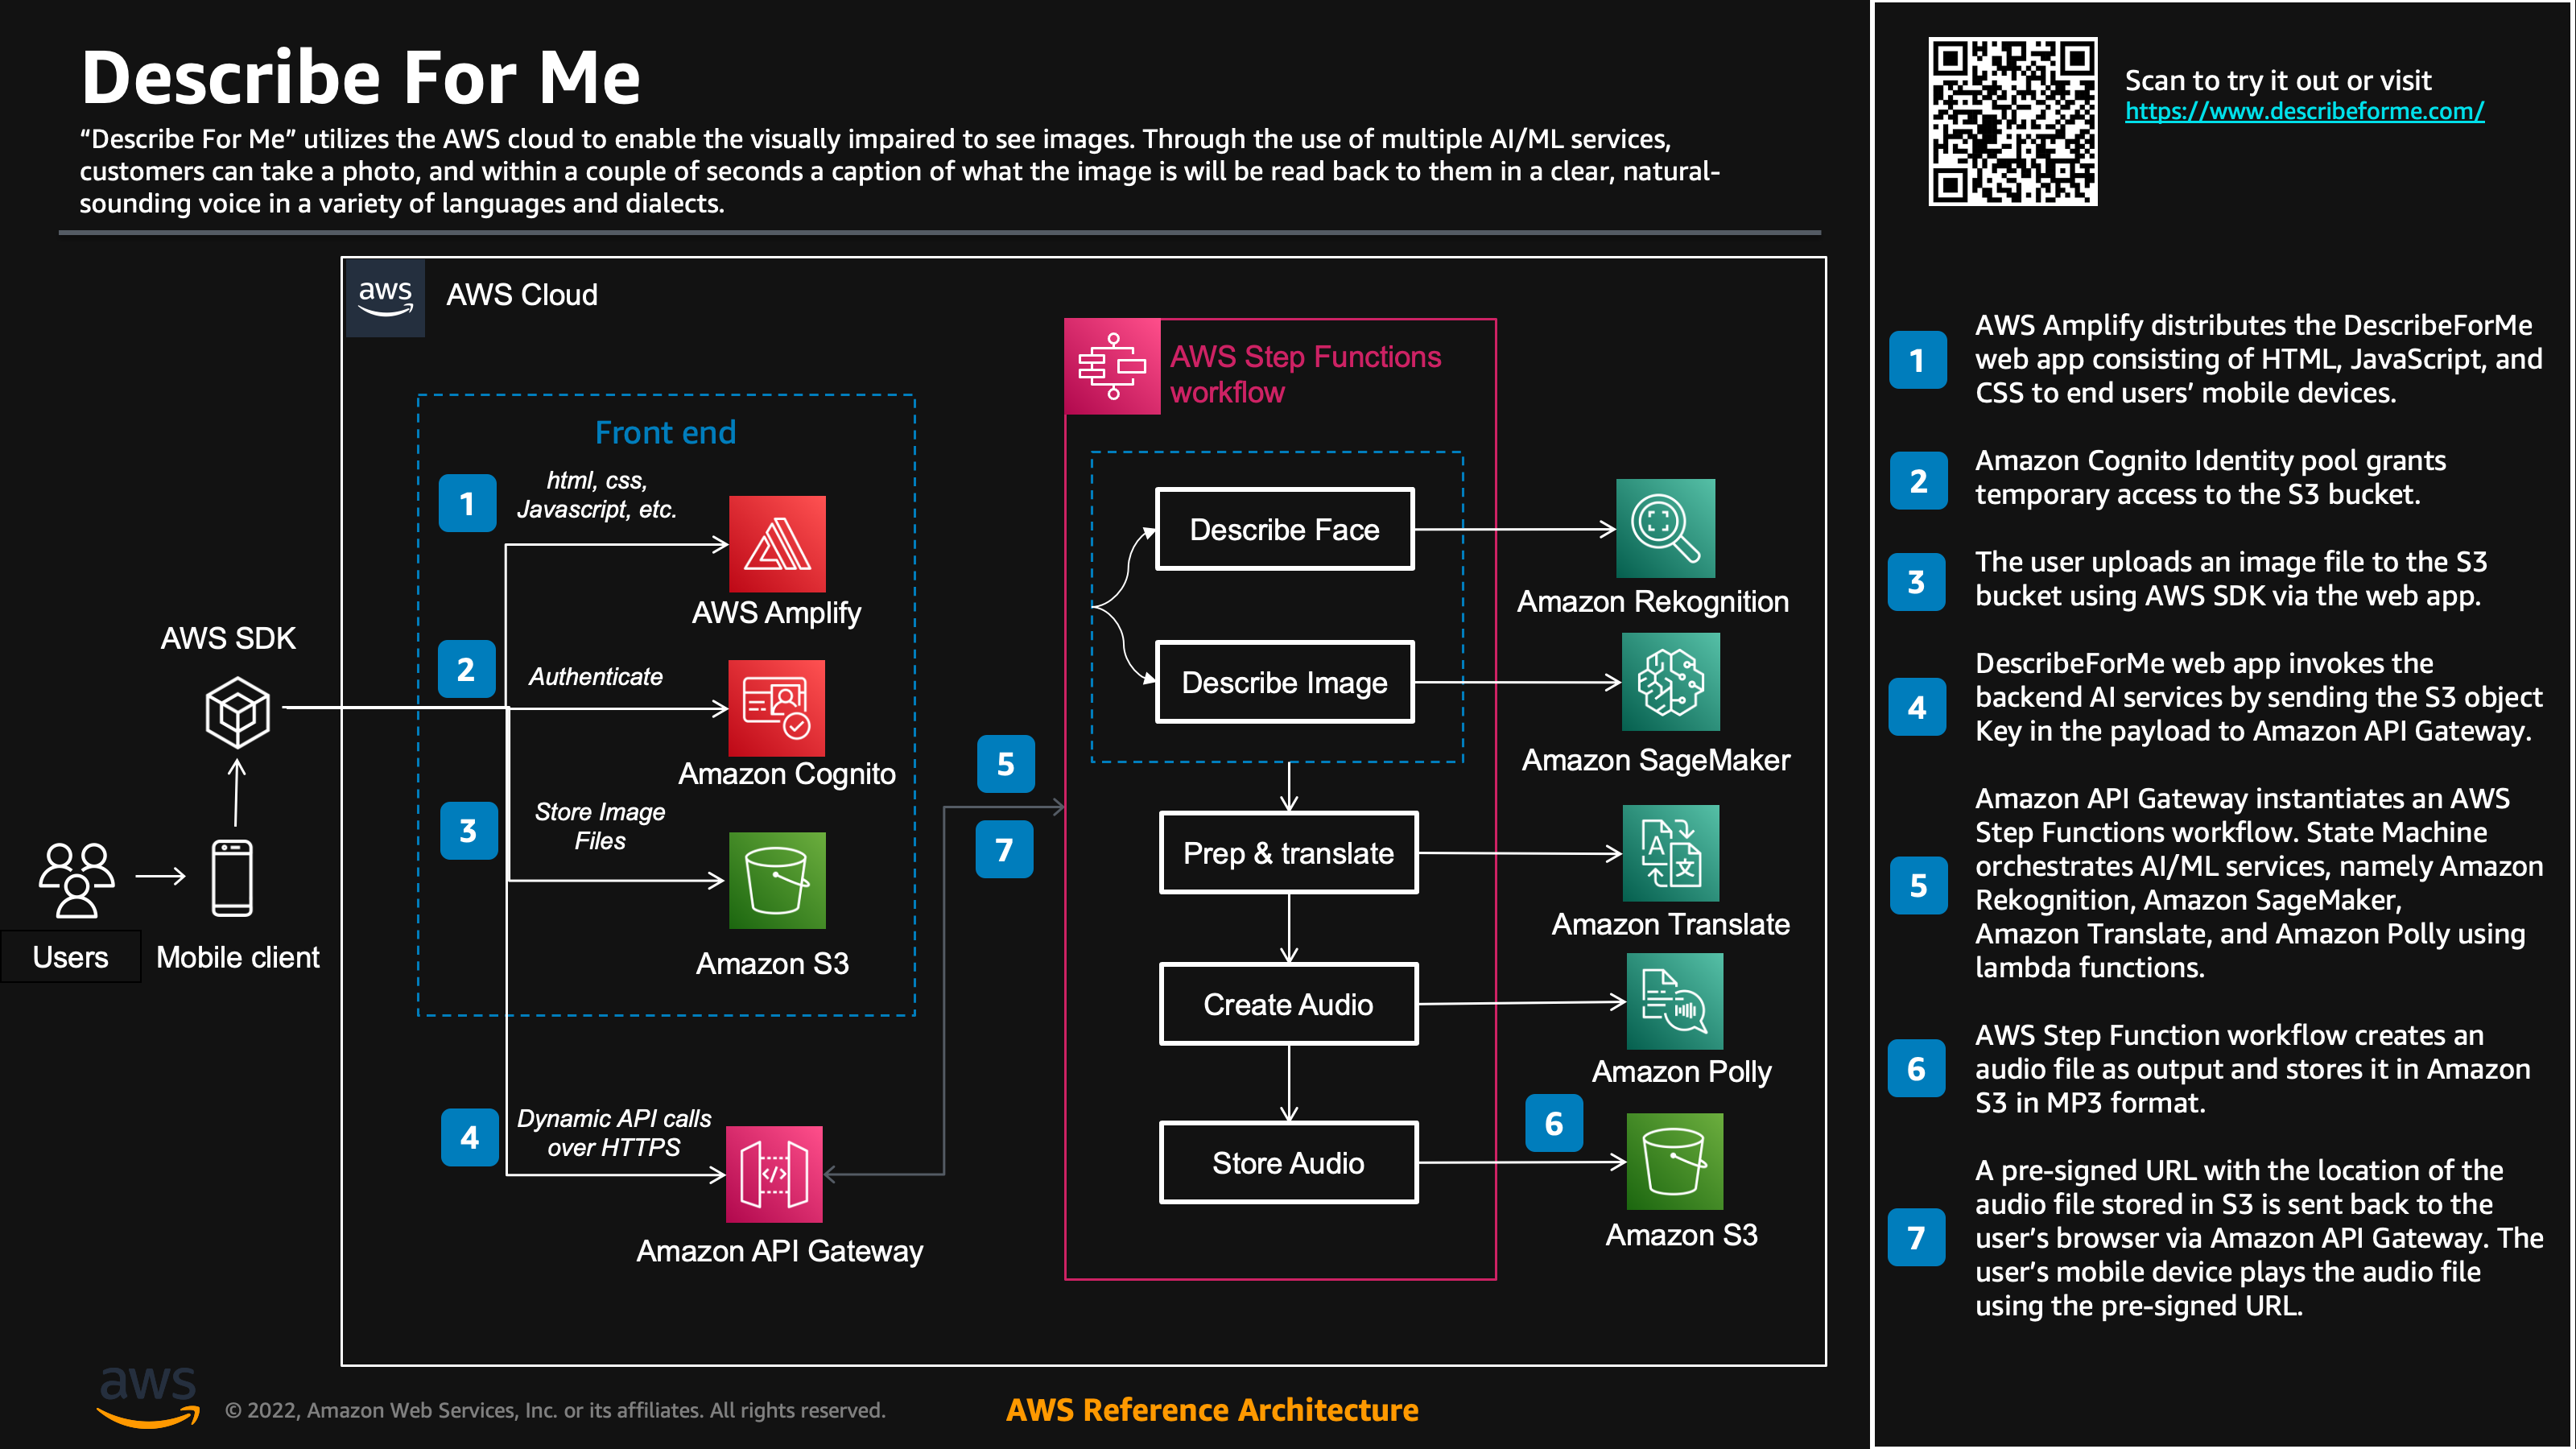 Describe For Me
“Describe For Me” utilizes the AWS cloud to enable the visually impaired to see images. Through the use of multiple AI/ML services,
customers can take a photo, and within a couple of seconds a caption of what the image is will be read back to them in a clear, natural-
sounding voice in a variety of languages and dialects.
Scan to try it out or visit
https://www.describeforme.com/
aws
AWS Cloud
Front end
1
html, css,
Javascript, etc.
AWS Amplify
2
Authenticate
Amazon Cognito
3
Store Image
Files
Amazon S3
4
Dynamic API calls
over HTTPS
</>
Amazon API Gateway
AWS SDK
Users
Mobile client
5
7
AWS Step Functions
workflow
Describe Face
Amazon Rekognition
Describe Image
Amazon SageMaker
Prep & translate
A
文
Amazon Translate
Create Audio
Amazon Polly
Store Audio
6
Amazon S3
1
AWS Amplify distributes the DescribeForMe
web app consisting of HTML, JavaScript, and
CSS to end users’ mobile devices.
2
Amazon Cognito Identity pool grants
temporary access to the S3 bucket.
3
The user uploads an image file to the S3
bucket using AWS SDK via the web app.
4
DescribeForMe web app invokes the
backend AI services by sending the S3 object
Key in the payload to Amazon API Gateway.
5
Amazon API Gateway instantiates an AWS
Step Functions workflow. State Machine
orchestrates AI/ML services, namely Amazon
Rekognition, Amazon SageMaker,
Amazon Translate, and Amazon Polly using
lambda functions.
6
AWS Step Function workflow creates an
audio file as output and stores it in Amazon
S3 in MP3 format.
7
A pre-signed URL with the location of the
audio file stored in S3 is sent back to the
user’s browser via Amazon API Gateway. The
user’s mobile device plays the audio file
using the pre-signed URL.
aws
© 2022, Amazon Web Services, Inc. or its affiliates. All rights reserved.
AWS Reference Architecture